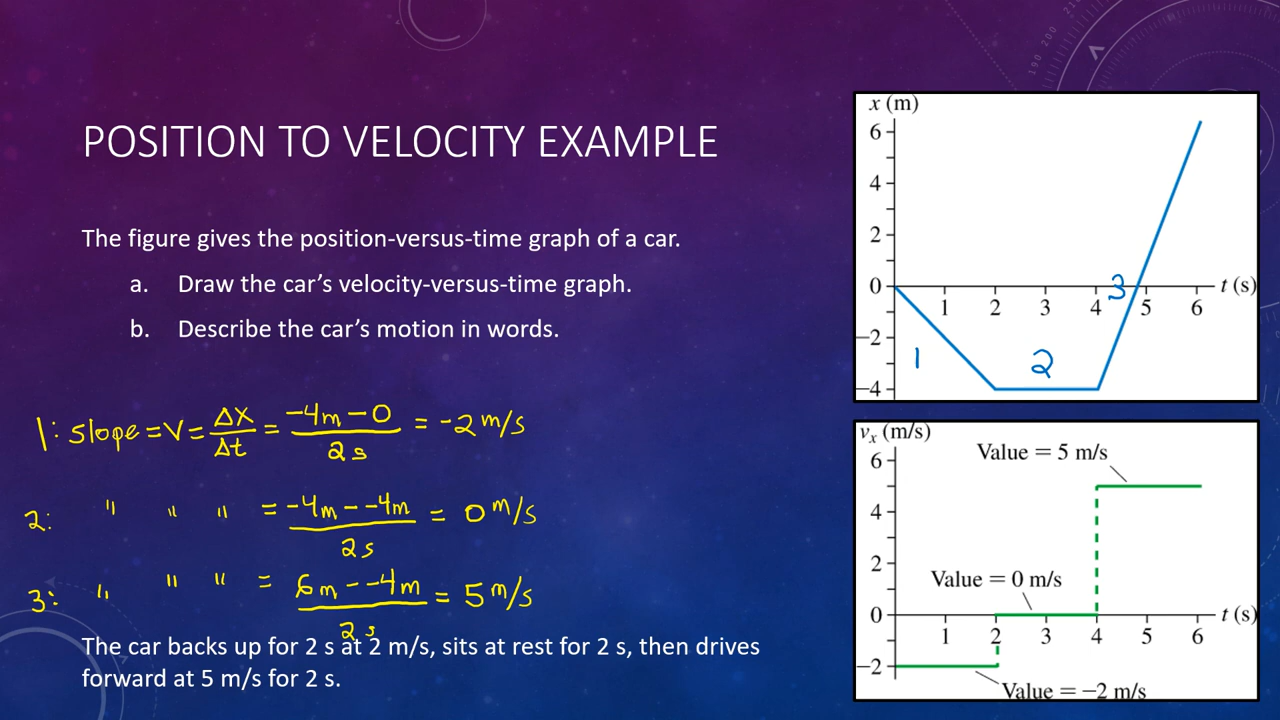 POSITION TO VELOCITY EXAMPLE
The figure gives the position-versus-time graph of a car.
a. Draw the car's velocity-versus-time graph.
b. Describe the car's motion in words.
1: slope = V = ΔX/Δt = (-4m - 0)/2s = -2 m/s
2: " " " = (-4m - -4m)/2s = 0 m/s
3: " " " = (6m - -4m)/2s = 5 m/s
The car backs up for 2 s at 2 m/s, sits at rest for 2 s, then drives
forward at 5 m/s for 2 s.
x (m)
6
4
2
0
−2
−4
1 2 3 4 5 6
t (s)
1
2
3
vₓ (m/s)
6
4
2
0
−2
1 2 3 4 5 6
t (s)
Value = 5 m/s
Value = 0 m/s
Value = −2 m/s
190 200 210